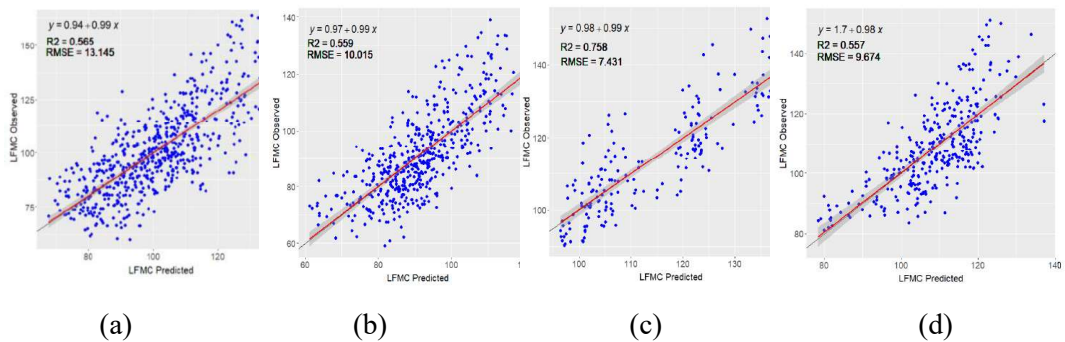 y = 0.94 + 0.99 x
R2 = 0.565
RMSE = 13.145
LFMC Observed
150
125
100
75
80
100
120
LFMC Predicted
(a)
y = 0.97 + 0.99 x
R2 = 0.559
RMSE = 10.015
LFMC Observed
140
120
100
80
60
60
80
100
1
LFMC Predicted
(b)
y = 0.98 + 0.99 x
R2 = 0.758
RMSE = 7.431
LFMC Observed
140
120
100
100
110
120
130
LFMC Predicted
(c)
y = 1.7 + 0.98 x
R2 = 0.557
RMSE = 9.674
LFMC Observed
140
120
100
80
80
100
120
140
LFMC Predicted
(d)